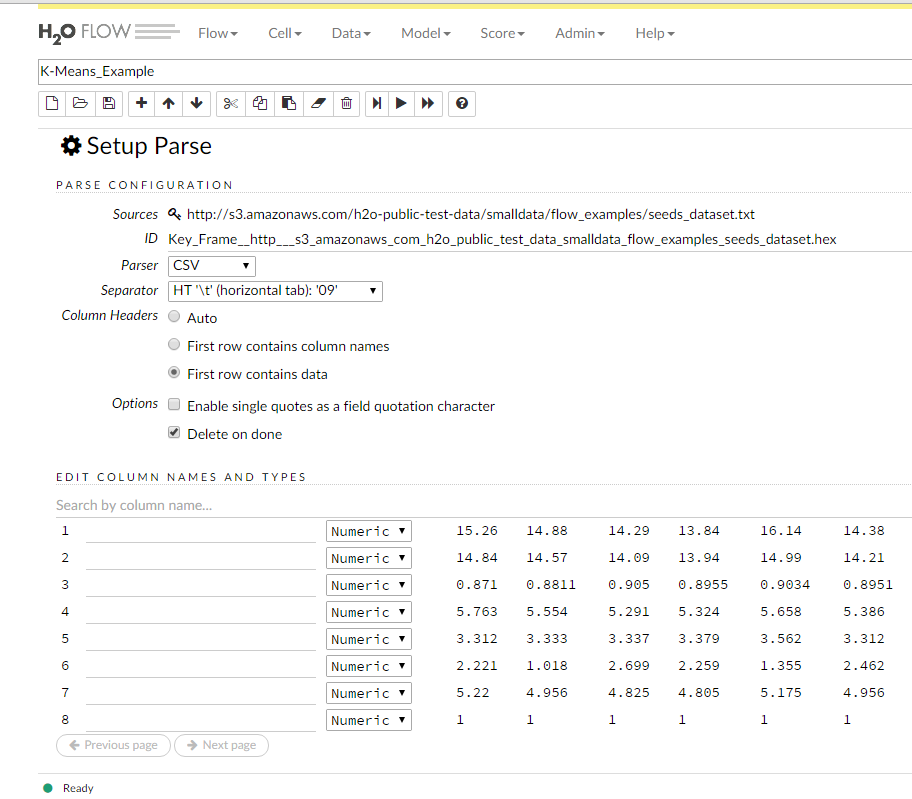 H2O FLOW Flow Cell Data Model Score Admin Help
K-Means_Example
Setup Parse
PARSE CONFIGURATION
Sources http://s3.amazonaws.com/h2o-public-test-data/smalldata/flow_examples/seeds_dataset.txt
ID Key_Frame__http___s3_amazonaws_com_h2o_public_test_data_smalldata_flow_examples_seeds_dataset.hex
Parser CSV
Separator HT '\t' (horizontal tab): '09'
Column Headers Auto
First row contains column names
First row contains data
Options Enable single quotes as a field quotation character
Delete on done
EDIT COLUMN NAMES AND TYPES
Search by column name...
1 Numeric 15.26 14.88 14.29 13.84 16.14 14.38
2 Numeric 14.84 14.57 14.09 13.94 14.99 14.21
3 Numeric 0.871 0.8811 0.905 0.8955 0.9034 0.8951
4 Numeric 5.763 5.554 5.291 5.324 5.658 5.386
5 Numeric 3.312 3.333 3.337 3.379 3.562 3.312
6 Numeric 2.221 1.018 2.699 2.259 1.355 2.462
7 Numeric 5.22 4.956 4.825 4.805 5.175 4.956
8 Numeric 1 1 1 1 1 1
Previous page Next page
Ready